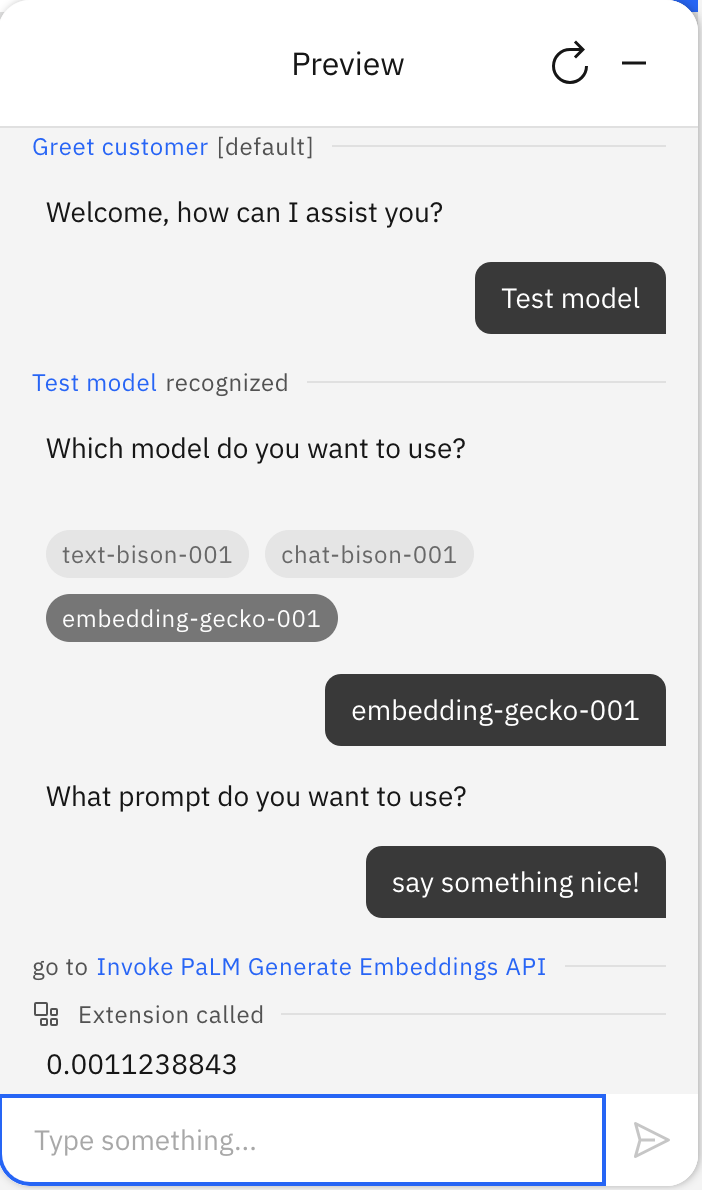 Preview
Greet customer [default]
Welcome, how can I assist you?
Test model
Test model recognized
Which model do you want to use?
text-bison-001 chat-bison-001
embedding-gecko-001
embedding-gecko-001
What prompt do you want to use?
say something nice!
go to Invoke PaLM Generate Embeddings API
Extension called
0.0011238843
Type something...